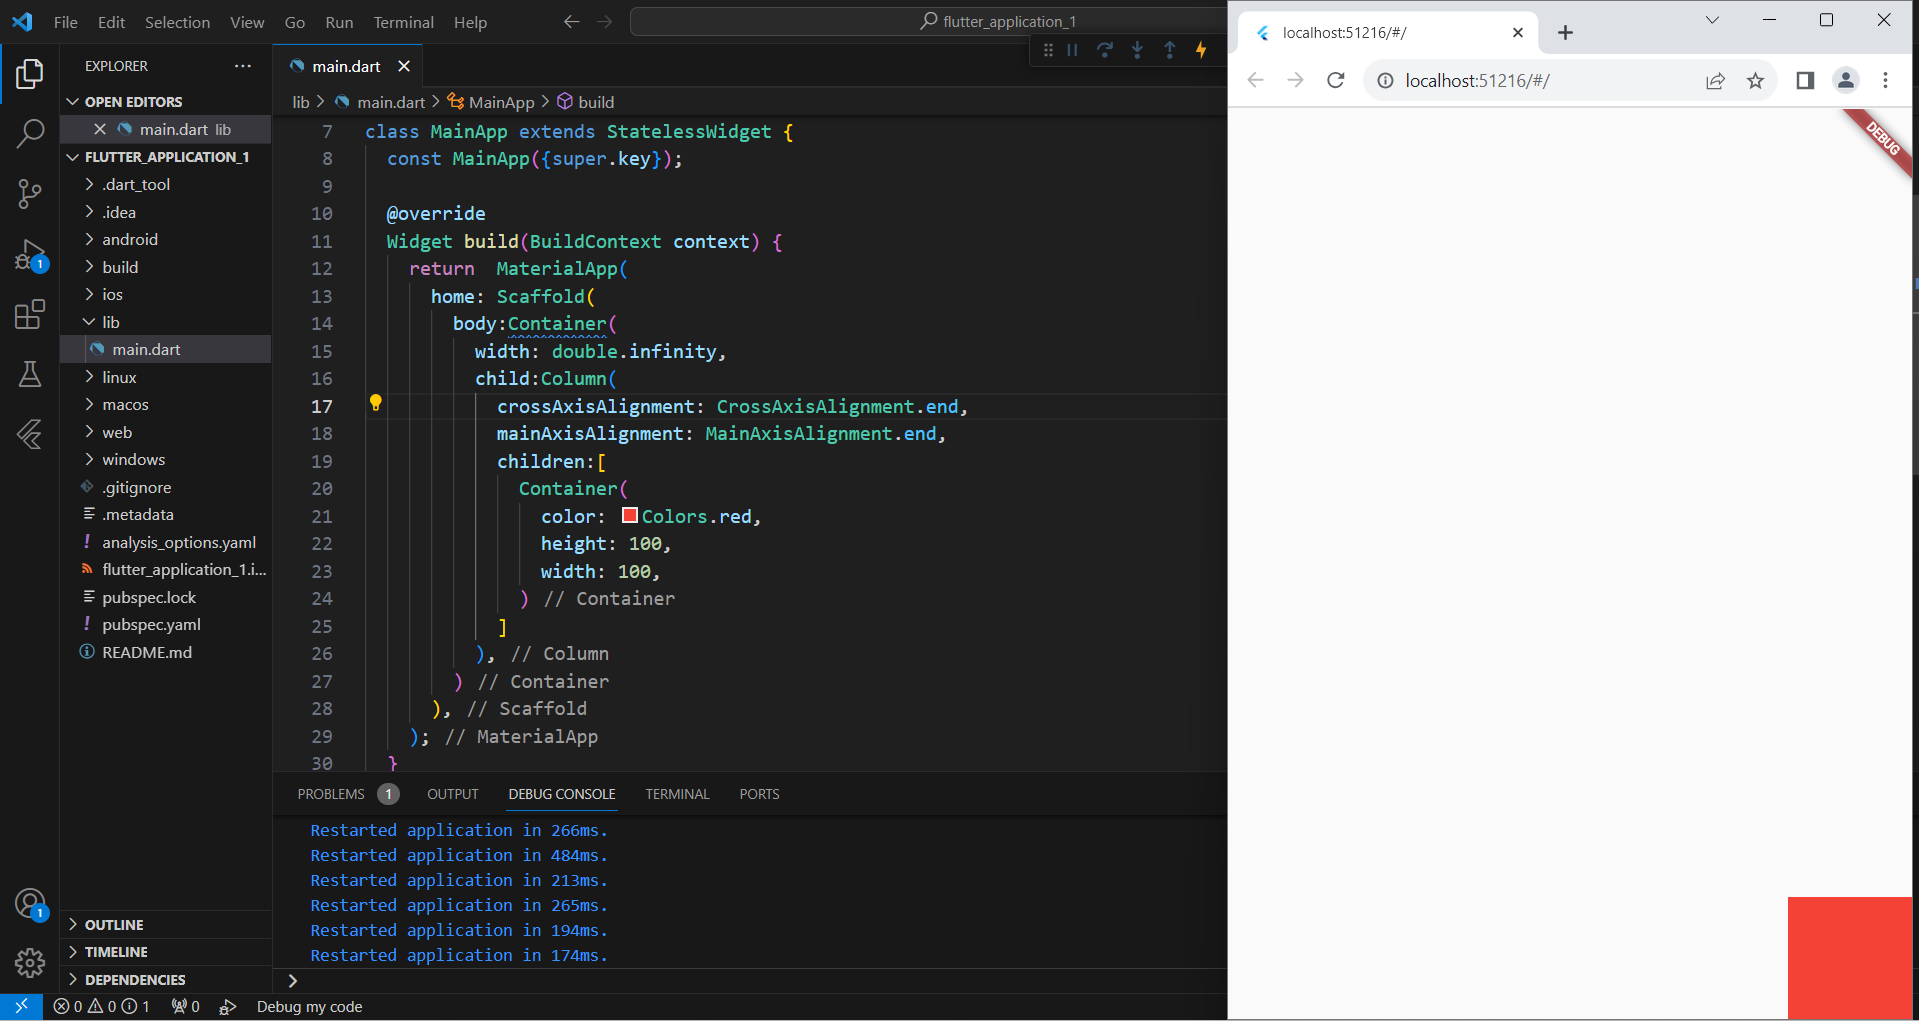 File Edit Selection View Go Run Terminal Help
flutter_application_1
EXPLORER
OPEN EDITORS
main.dart lib
FLUTTER_APPLICATION_1
.dart_tool
.idea
android
build
ios
lib
main.dart
linux
macos
web
windows
.gitignore
.metadata
analysis_options.yaml
flutter_application_1.i...
pubspec.lock
pubspec.yaml
README.md
OUTLINE
TIMELINE
DEPENDENCIES
main.dart
lib > main.dart > MainApp > build
7 class MainApp extends StatelessWidget {
8 const MainApp({super.key});
9
10 @override
11 Widget build(BuildContext context) {
12 return  MaterialApp(
13 home: Scaffold(
14 body:Container(
15 width: double.infinity,
16 child:Column(
17 crossAxisAlignment: CrossAxisAlignment.end,
18 mainAxisAlignment: MainAxisAlignment.end,
19 children:[
20 Container(
21 color: Colors.red,
22 height: 100,
23 width: 100,
24 ) // Container
25 ]
26 ), // Column
27 ) // Container
28 ), // Scaffold
29 ); // MaterialApp
30 }
PROBLEMS 1 OUTPUT DEBUG CONSOLE TERMINAL PORTS
Restarted application in 266ms.
Restarted application in 484ms.
Restarted application in 213ms.
Restarted application in 265ms.
Restarted application in 194ms.
Restarted application in 174ms.
>
1
1
0 0 1 0 Debug my code
localhost:51216/#/
localhost:51216/#/
DEBUG